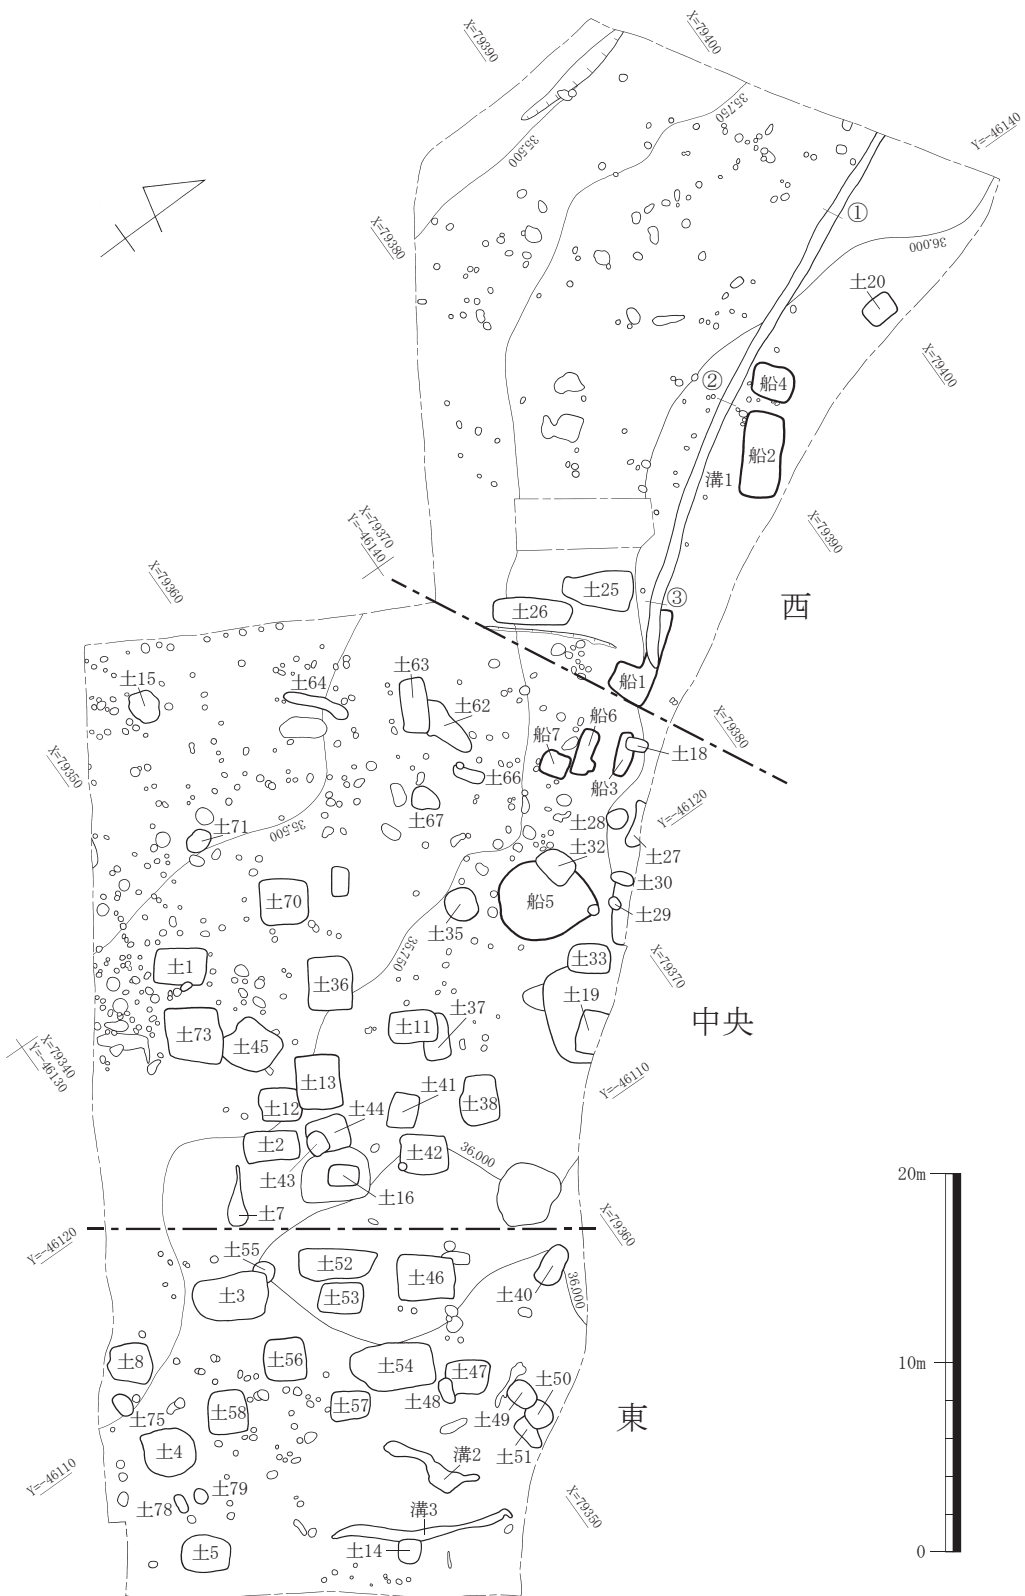 X=79390
X=79400
Y=-46140
35.750
35.500
①
36.000
X=79380
土20
X=79400
②
船4
船2
溝1
X=79390
X=79370
Y=-46140
X=79360
土25
土26
③
西
土15
土64
土63
土62
船1
船6
船7
X=79380
土18
船3
X=79350
土66
土67
Y=-46120
土28
土71
35.500
土32
土27
土70
船5
土30
土29
土35
35.750
土1
土36
土33
X=79370
土19
土37
土11
中央
土73
土45
X=79340
Y=-46130
土13
土41
土38
Y=-46110
土12
土44
土2
土42
36.000
土43
土16
20m
土7
X=79360
Y=-46120
土55
土52
土46
土3
土53
土40
36.000
土8
土56
土54
土47
10m
土50
土48
土57
土58
土49
土75
東
土51
土4
溝2
Y=-46110
土79
土78
溝3
X=79350
土5
土14
0